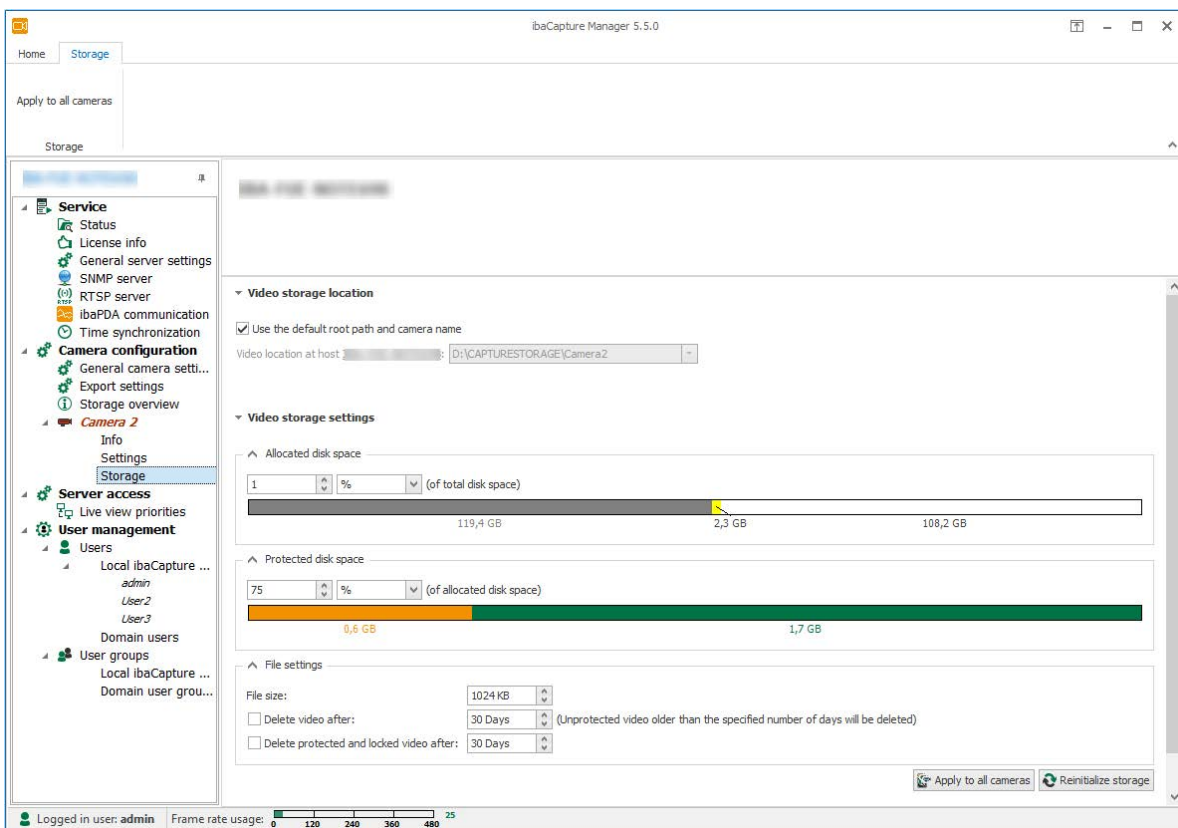 ibaCapture Manager 5.5.0
Home Storage
Apply to all cameras
Storage
Service
Status
License info
General server settings
SNMP server
RTSP RTSP server
ibaPDA communication
Time synchronization
Camera configuration
General camera setti...
Export settings
Storage overview
Camera 2
Info
Settings
Storage
Server access
Live view priorities
User management
Users
Local ibaCapture ...
admin
User2
User3
Domain users
User groups
Local ibaCapture ...
Domain user grou...
Video storage location
Use the default root path and camera name
Video location at host : D:\CAPTURESTORAGE\Camera2
Video storage settings
Allocated disk space
1 % (of total disk space)
119,4 GB 2,3 GB 108,2 GB
Protected disk space
75 % (of allocated disk space)
0,6 GB 1,7 GB
File settings
File size: 1024 KB
Delete video after: 30 Days (Unprotected video older than the specified number of days will be deleted)
Delete protected and locked video after: 30 Days
Apply to all cameras Reinitialize storage
Logged in user: admin Frame rate usage: 0 120 240 360 480 25